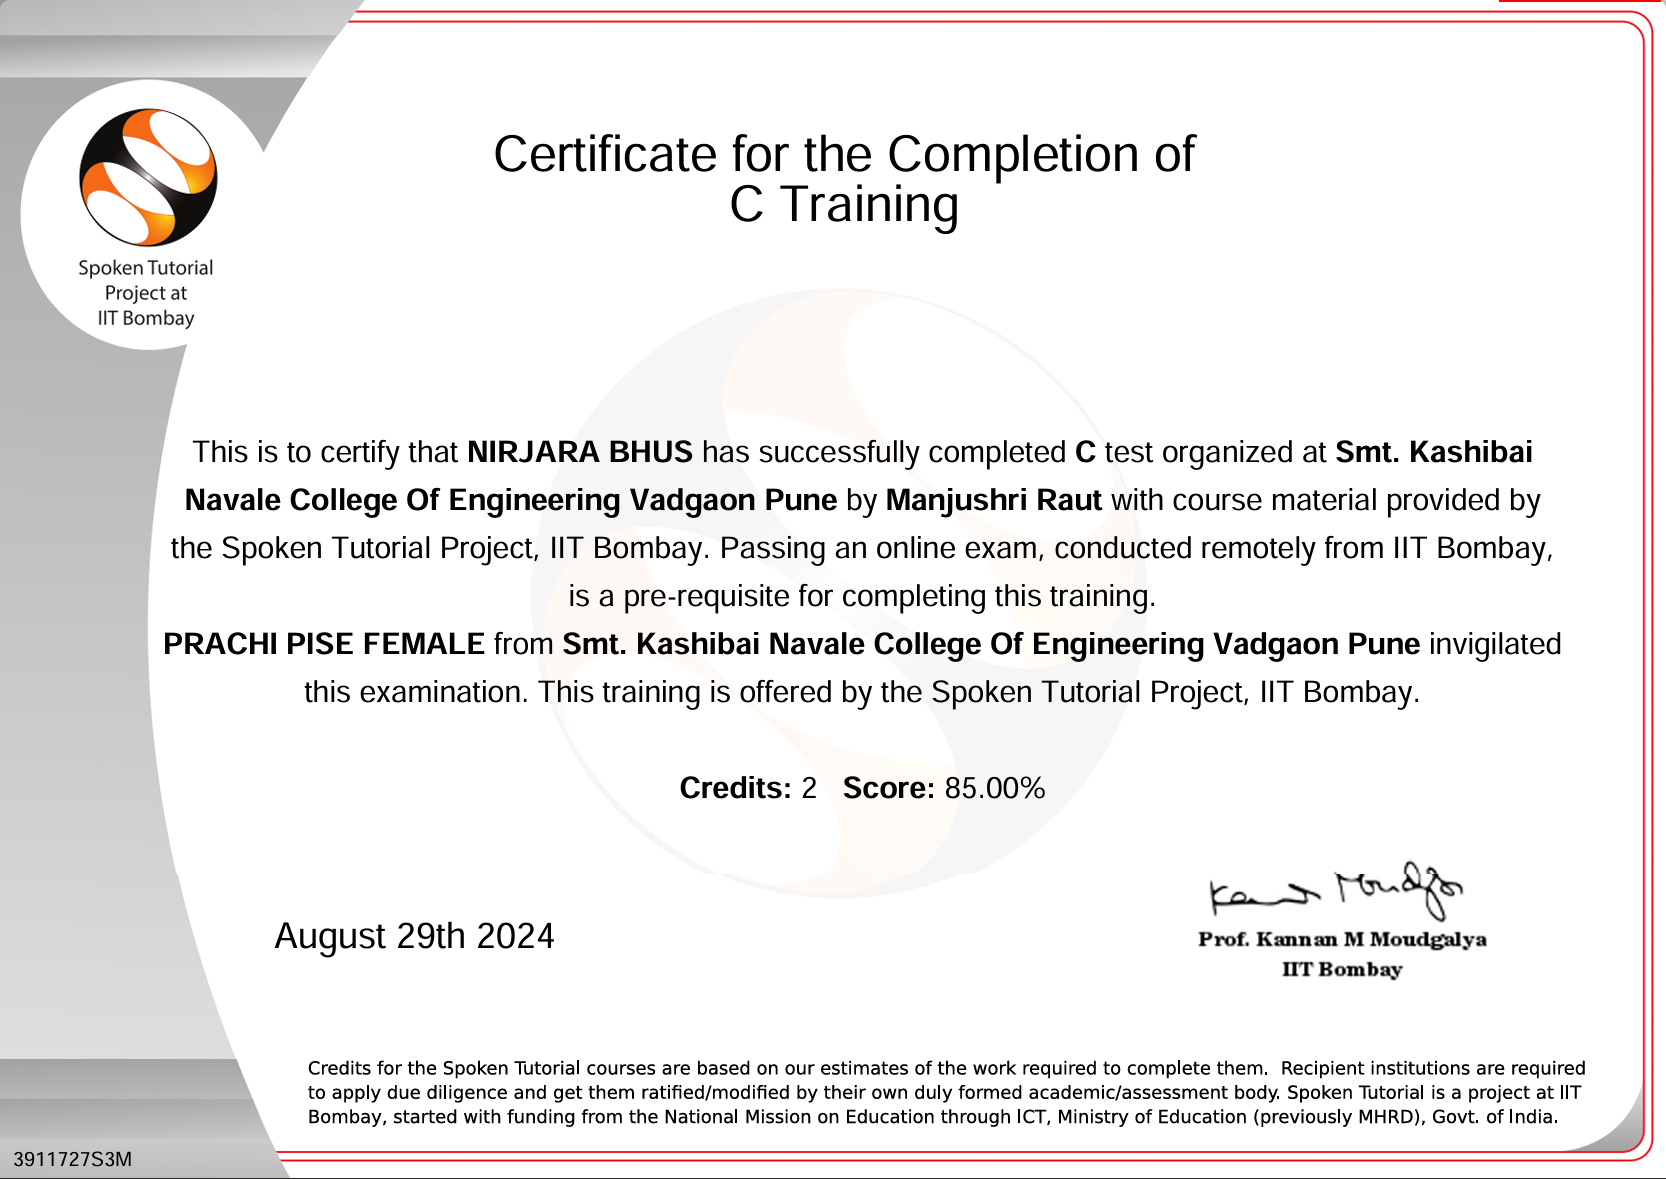 Certificate for the Completion of
C Training
Spoken Tutorial
Project at
IIT Bombay
This is to certify that NIRJARA BHUS has successfully completed C test organized at Smt. Kashibai
Navale College Of Engineering Vadgaon Pune by Manjushri Raut with course material provided by
the Spoken Tutorial Project, IIT Bombay. Passing an online exam, conducted remotely from IIT Bombay,
is a pre-requisite for completing this training.
PRACHI PISE FEMALE from Smt. Kashibai Navale College Of Engineering Vadgaon Pune invigilated
this examination. This training is offered by the Spoken Tutorial Project, IIT Bombay.
Credits: 2 Score: 85.00%
August 29th 2024
Prof. Kannan M Moudgalya
IIT Bombay
Credits for the Spoken Tutorial courses are based on our estimates of the work required to complete them. Recipient institutions are required
to apply due diligence and get them ratified/modified by their own duly formed academic/assessment body. Spoken Tutorial is a project at IIT
Bombay, started with funding from the National Mission on Education through ICT, Ministry of Education (previously MHRD), Govt. of India.
3911727S3M